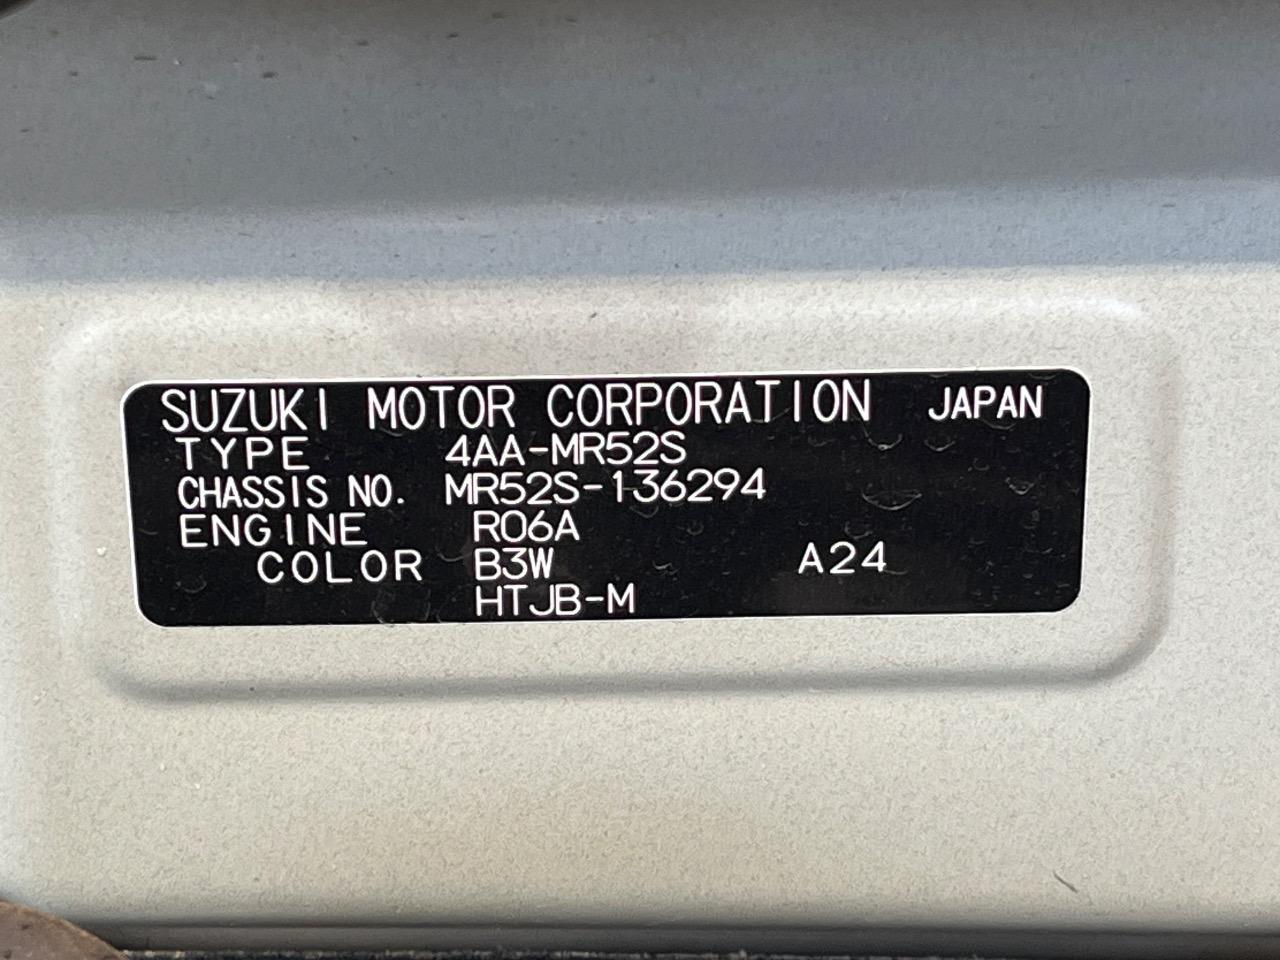 SUZUKI MOTOR CORPORATION JAPAN
TYPE 4AA-MR52S
CHASSIS NO. MR52S-136294
ENGINE R06A
COLOR B3W A24
HTJB-M